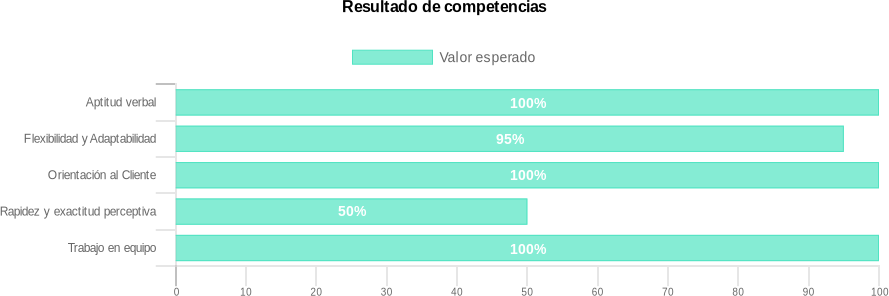 Resultado de competencias
Valor esperado
Aptitud verbal 100%
Flexibilidad y Adaptabilidad 95%
Orientación al Cliente 100%
Rapidez y exactitud perceptiva 50%
Trabajo en equipo 100%
0 10 20 30 40 50 60 70 80 90 100